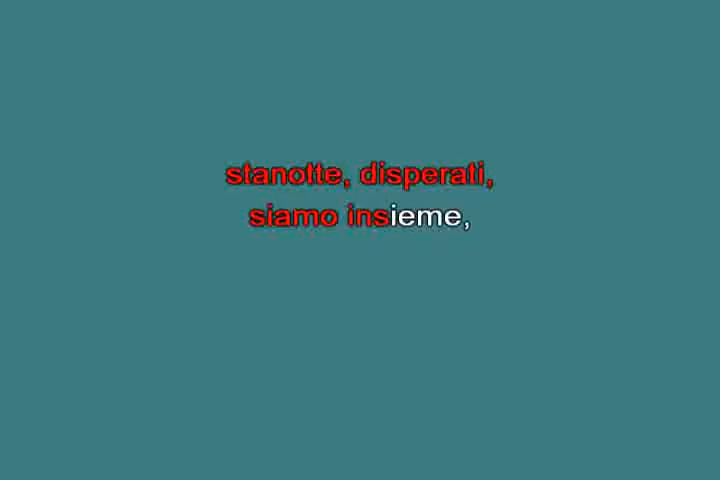 stanotte, disperati,
siamo insieme,